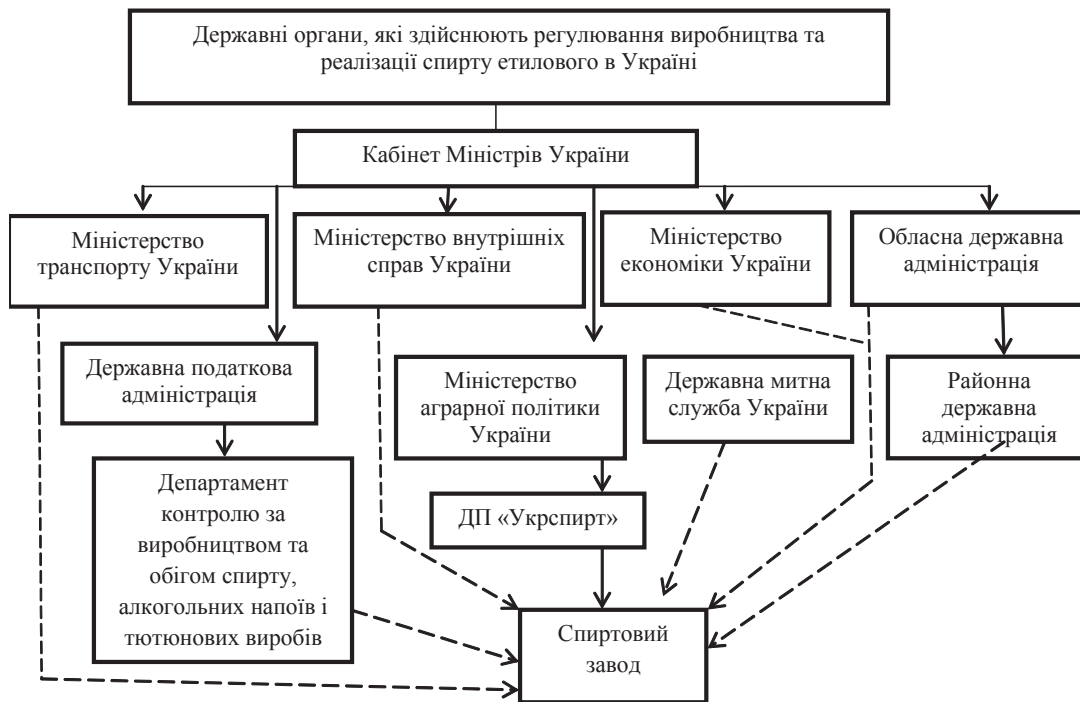 Державні органи, які здійснюють регулювання виробництва та
реалізації спирту етилового в Україні
Кабінет Міністрів України
Міністерство
транспорту України
Міністерство внутрішніх
справ України
Міністерство
економіки України
Обласна державна
адміністрація
Державна податкова
адміністрація
Міністерство
аграрної політики
України
Державна митна
служба України
Районна
державна
адміністрація
Департамент
контролю за
виробництвом та
обігом спирту,
алкогольних напоїв і
тютюнових виробів
ДП «Укрспирт»
Спиртовий
завод